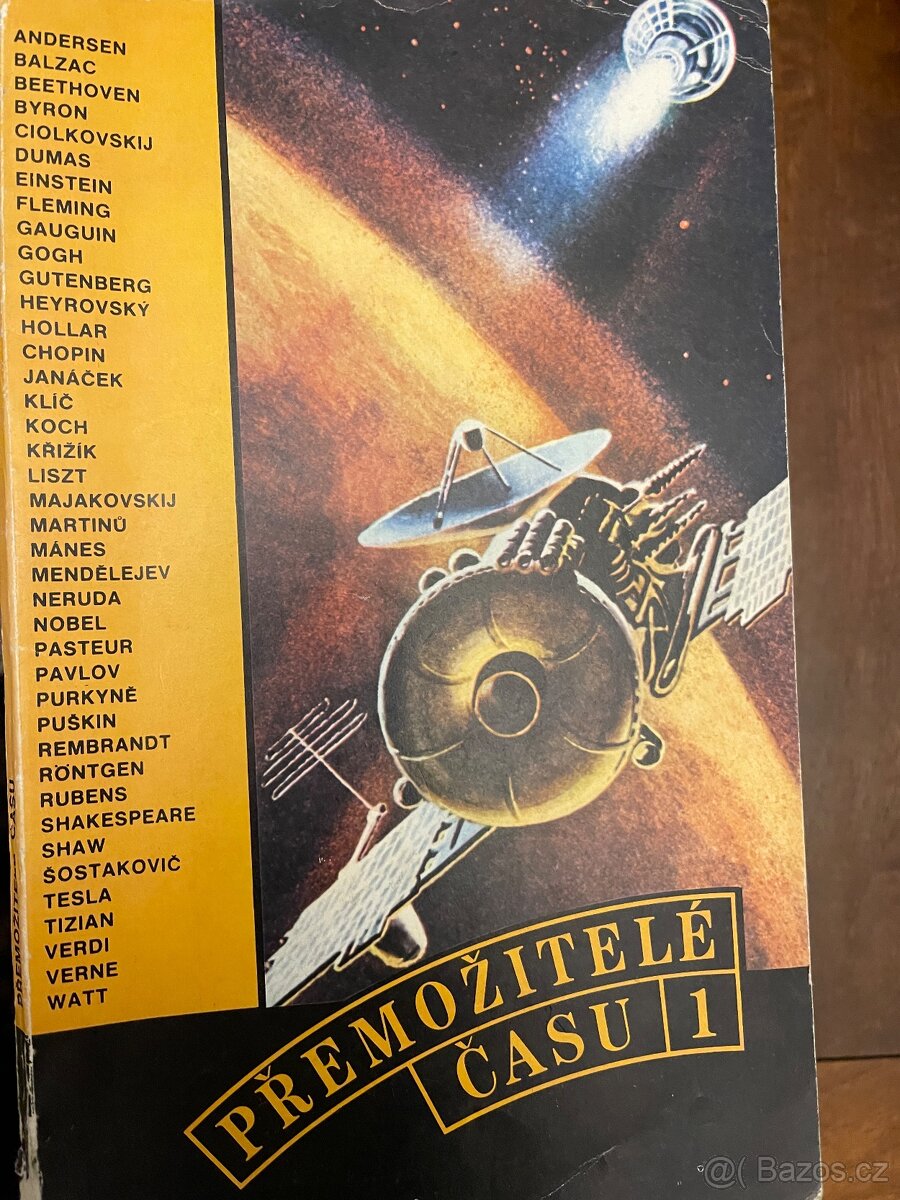 ANDERSEN
BALZAC
BEETHOVEN
BYRON
CIOLKOVSKIJ
DUMAS
EINSTEIN
FLEMING
GAUGUIN
GOGH
GUTENBERG
HEYROVSKÝ
HOLLAR
CHOPIN
JANÁČEK
KLÍČ
KOCH
KŘIŽÍK
LISZT
MAJAKOVSKIJ
MARTINŮ
MÁNES
MENDĚLEJEV
NERUDA
NOBEL
PASTEUR
PAVLOV
PURKYNĚ
PUŠKIN
REMBRANDT
RÖNTGEN
RUBENS
SHAKESPEARE
SHAW
ŠOSTAKOVIČ
TESLA
TIZIAN
VERDI
VERNE
WATT
PŘEMOŽITELÉ
ČASU 1
ČASU
@( Bazos.cz